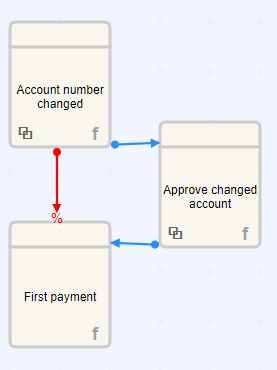 Account number
changed
f
Approve changed
account
f
%
First payment
f